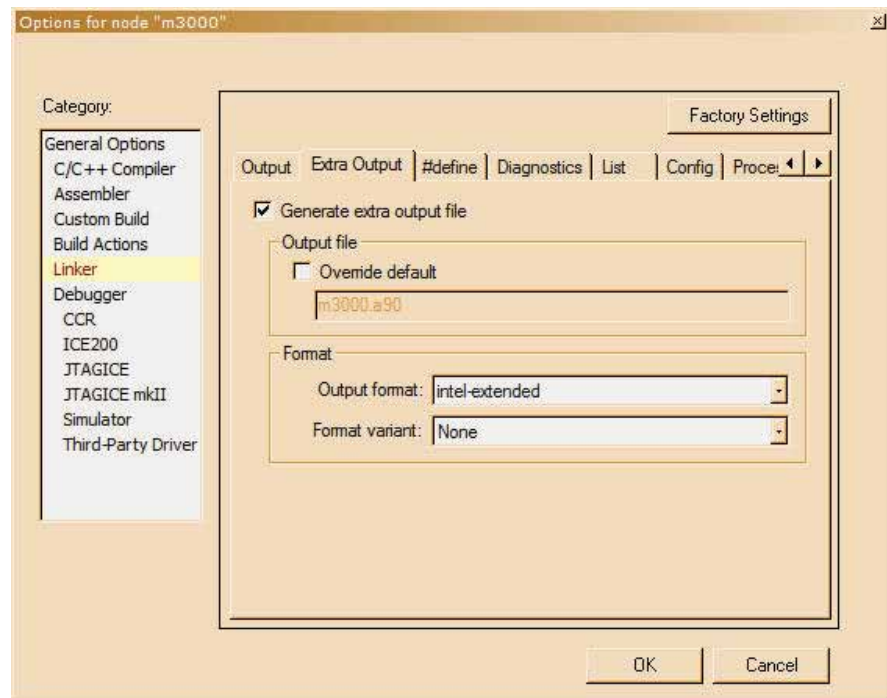 Options for node "m3000"
Category:
General Options
C/C++ Compiler
Assembler
Custom Build
Build Actions
Linker
Debugger
CCR
ICE200
JTAGICE
JTAGICE mkII
Simulator
Third-Party Driver
Factory Settings
Output Extra Output #define Diagnostics List Config Proces
Generate extra output file
Output file
Override default
m3000.a90
Format
Output format: intel-extended
Format variant: None
OK Cancel